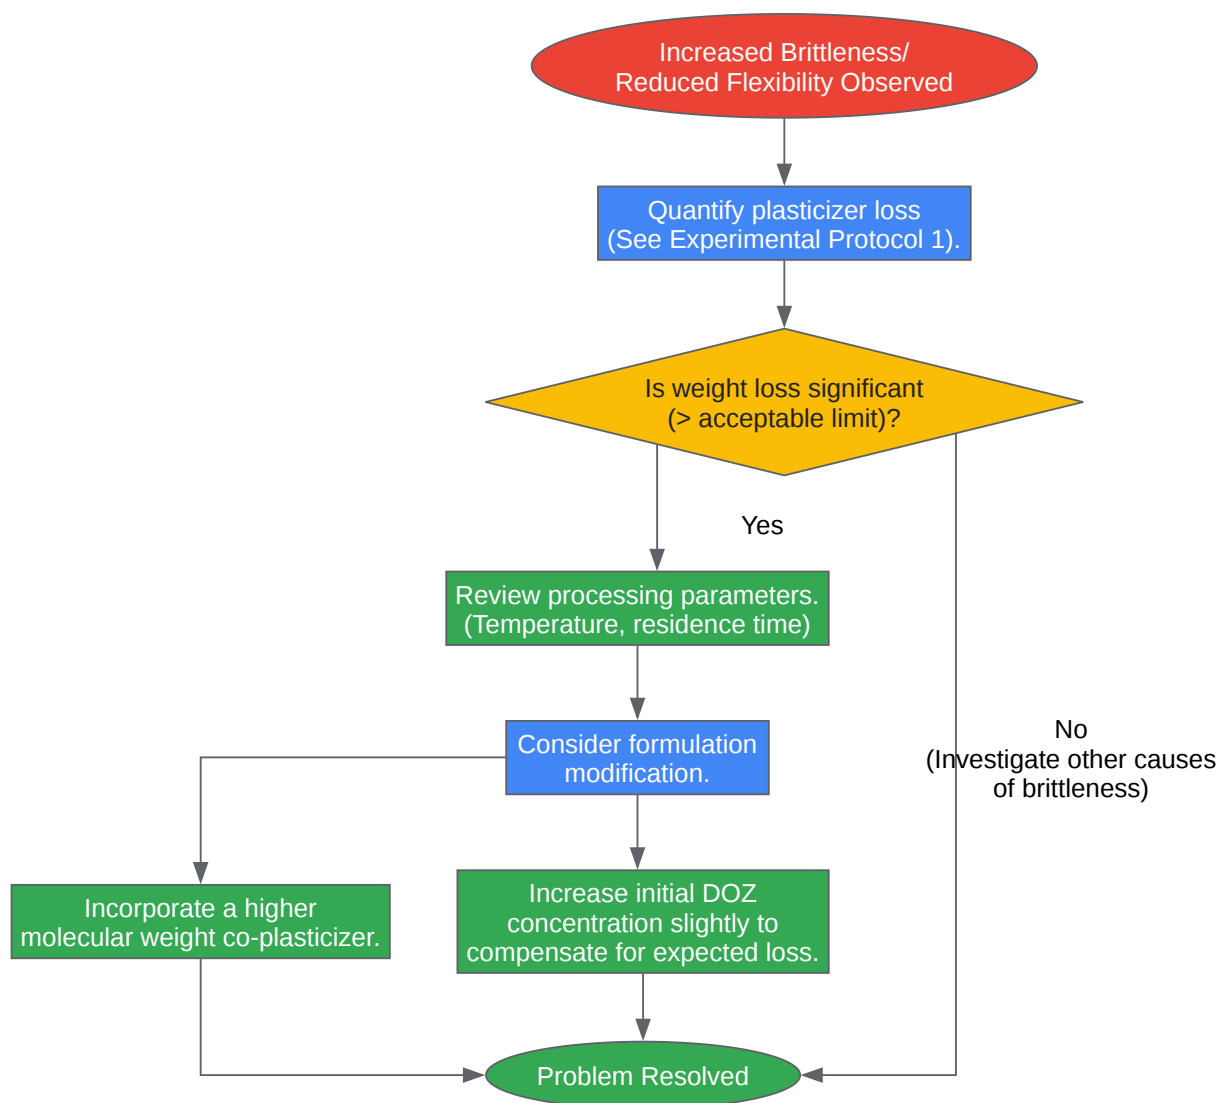 Increased Brittleness/
Reduced Flexibility Observed
Quantify plasticizer loss
(See Experimental Protocol 1).
Is weight loss significant
(> acceptable limit)?
Yes
Review processing parameters.
(Temperature, residence time)
No
(Investigate other causes
of brittleness)
Consider formulation
modification.
Incorporate a higher
molecular weight co-plasticizer.
Increase initial DOZ
concentration slightly to
compensate for expected loss.
Problem Resolved